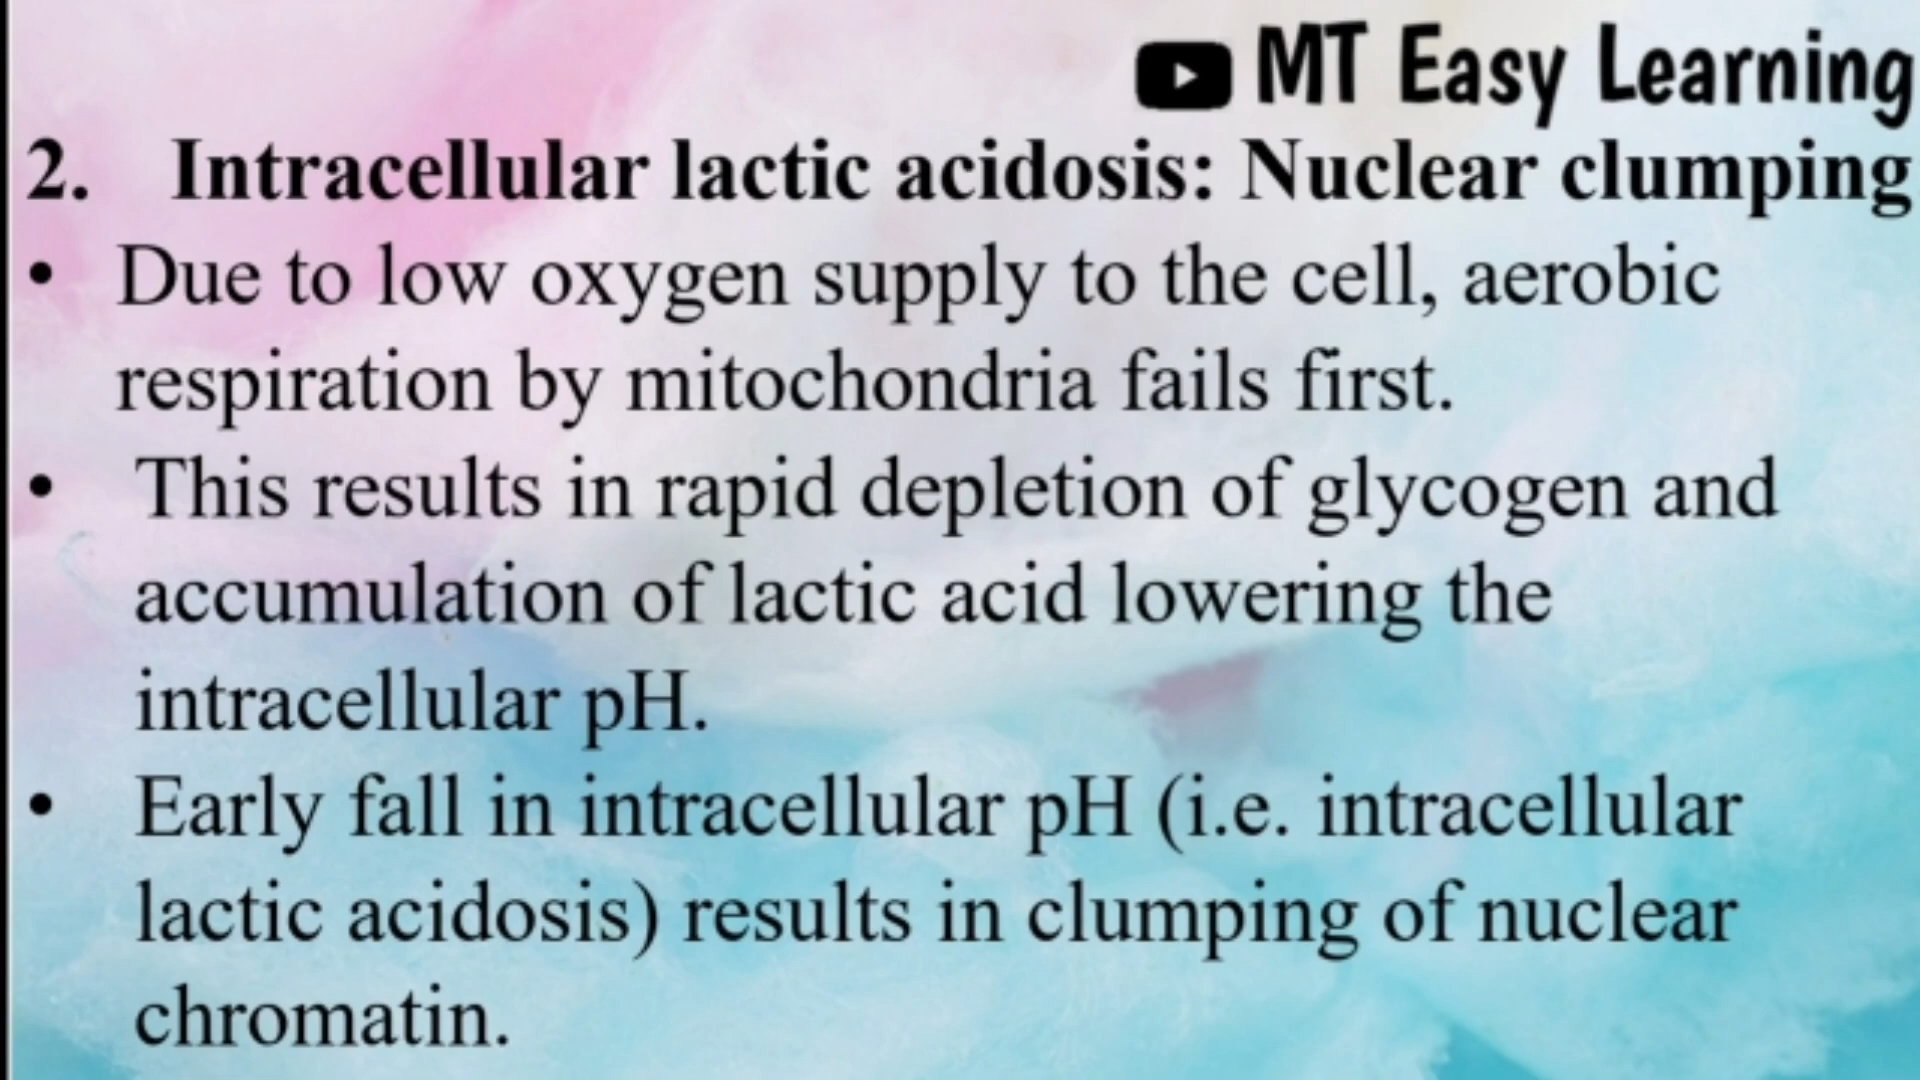 MT Easy Learning
2. Intracellular lactic acidosis: Nuclear clumping
• Due to low oxygen supply to the cell, aerobic
respiration by mitochondria fails first.
• This results in rapid depletion of glycogen and
accumulation of lactic acid lowering the
intracellular pH.
• Early fall in intracellular pH (i.e. intracellular
lactic acidosis) results in clumping of nuclear
chromatin.